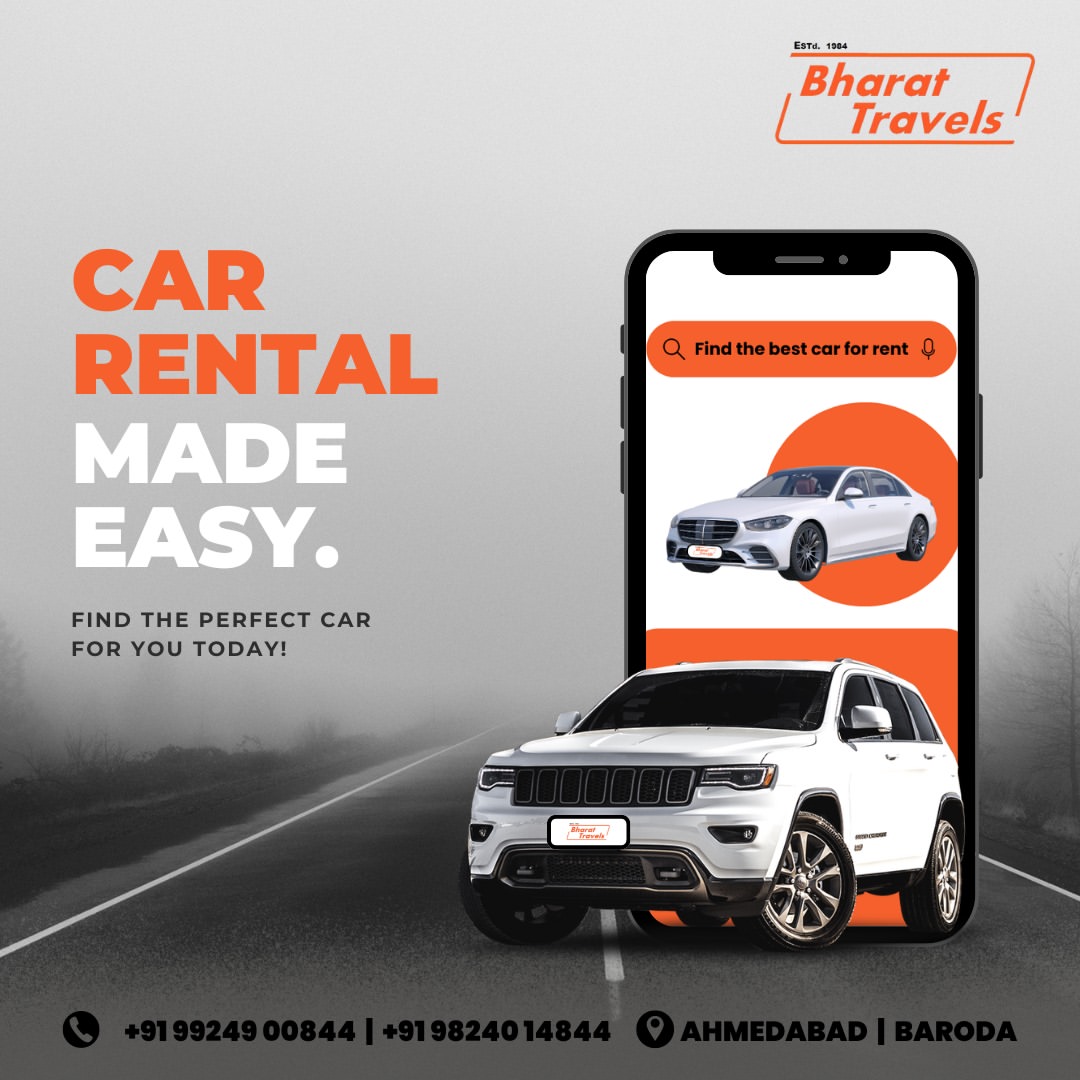 ESTd. 1984
Bharat
Travels
CAR
RENTAL
MADE
EASY.
FIND THE PERFECT CAR
FOR YOU TODAY!
Find the best car for rent
Bharat
Travels
Bharat
Travels
+91 99249 00844 | +91 98240 14844
AHMEDABAD | BARODA